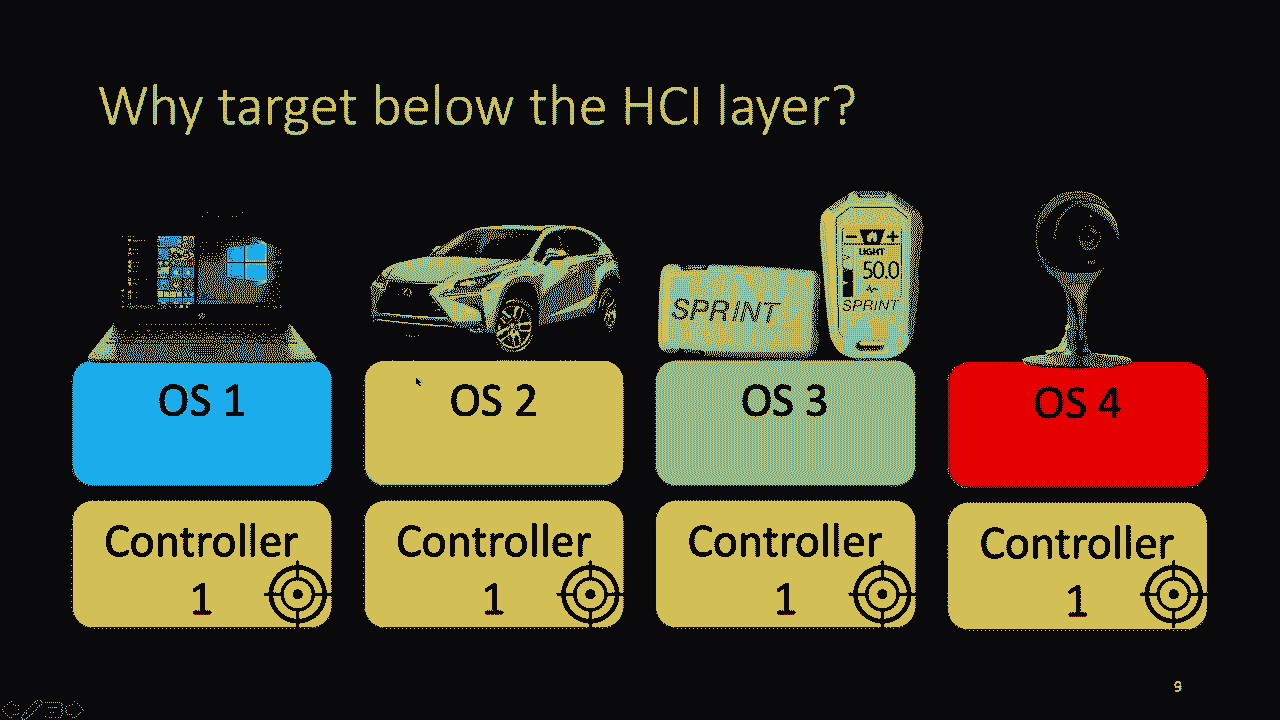 Why target below the HCI layer?
SPRINT
LIGHT
50.0
SPRINT
OS 1
OS 2
OS 3
OS 4
Controller
1
Controller
1
Controller
1
Controller
1
9